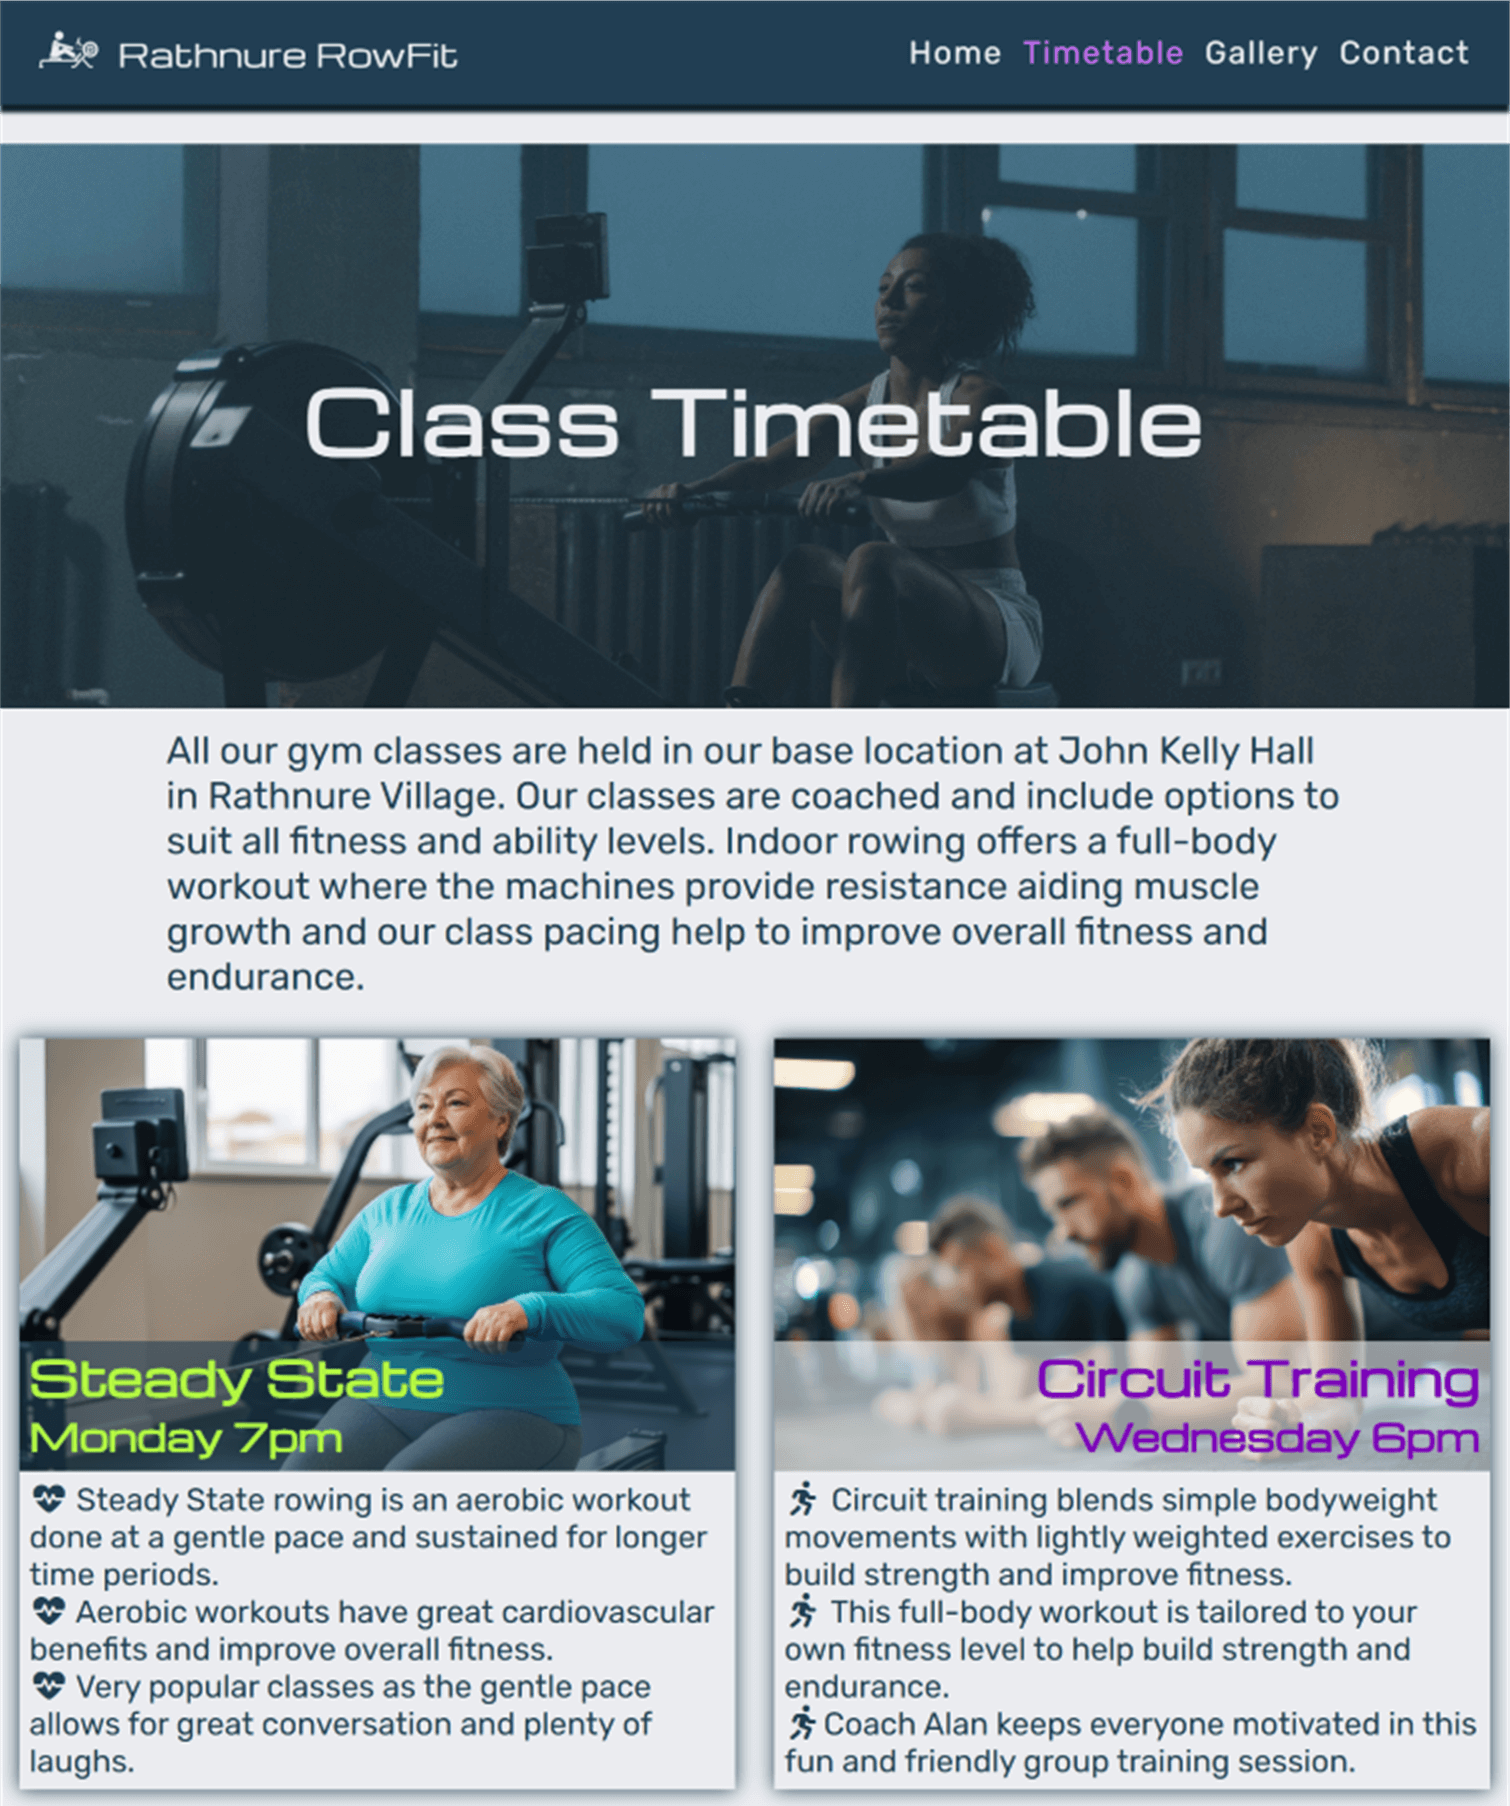 Rathnure RowFit
Home Timetable Gallery Contact
Class Timetable
All our gym classes are held in our base location at John Kelly Hall
in Rathnure Village. Our classes are coached and include options to
suit all fitness and ability levels. Indoor rowing offers a full-body
workout where the machines provide resistance aiding muscle
growth and our class pacing help to improve overall fitness and
endurance.
Steady State
Monday 7pm
Steady State rowing is an aerobic workout
done at a gentle pace and sustained for longer
time periods.
Aerobic workouts have great cardiovascular
benefits and improve overall fitness.
Very popular classes as the gentle pace
allows for great conversation and plenty of
laughs.
Circuit Training
Wednesday 6pm
Circuit training blends simple bodyweight
movements with lightly weighted exercises to
build strength and improve fitness.
This full-body workout is tailored to your
own fitness level to help build strength and
endurance.
Coach Alan keeps everyone motivated in this
fun and friendly group training session.